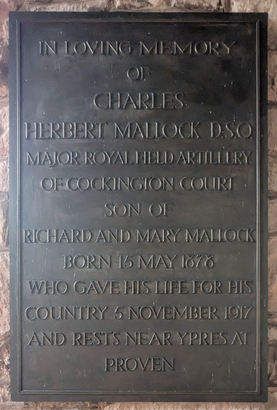 IN LOVING MEMORY
OF
CHARLES
HERBERT MALLOCK D.S.O
MAJOR ROYAL FIELD ARTILLERY
OF COCKINGTON COURT
SON OF
RICHARD AND MARY MALLOCK
BORN 15 MAY 1878
WHO GAVE HIS LIFE FOR HIS
COUNTRY 5 NOVEMBER 1917
AND RESTS NEAR YPRES AT
PROVEN